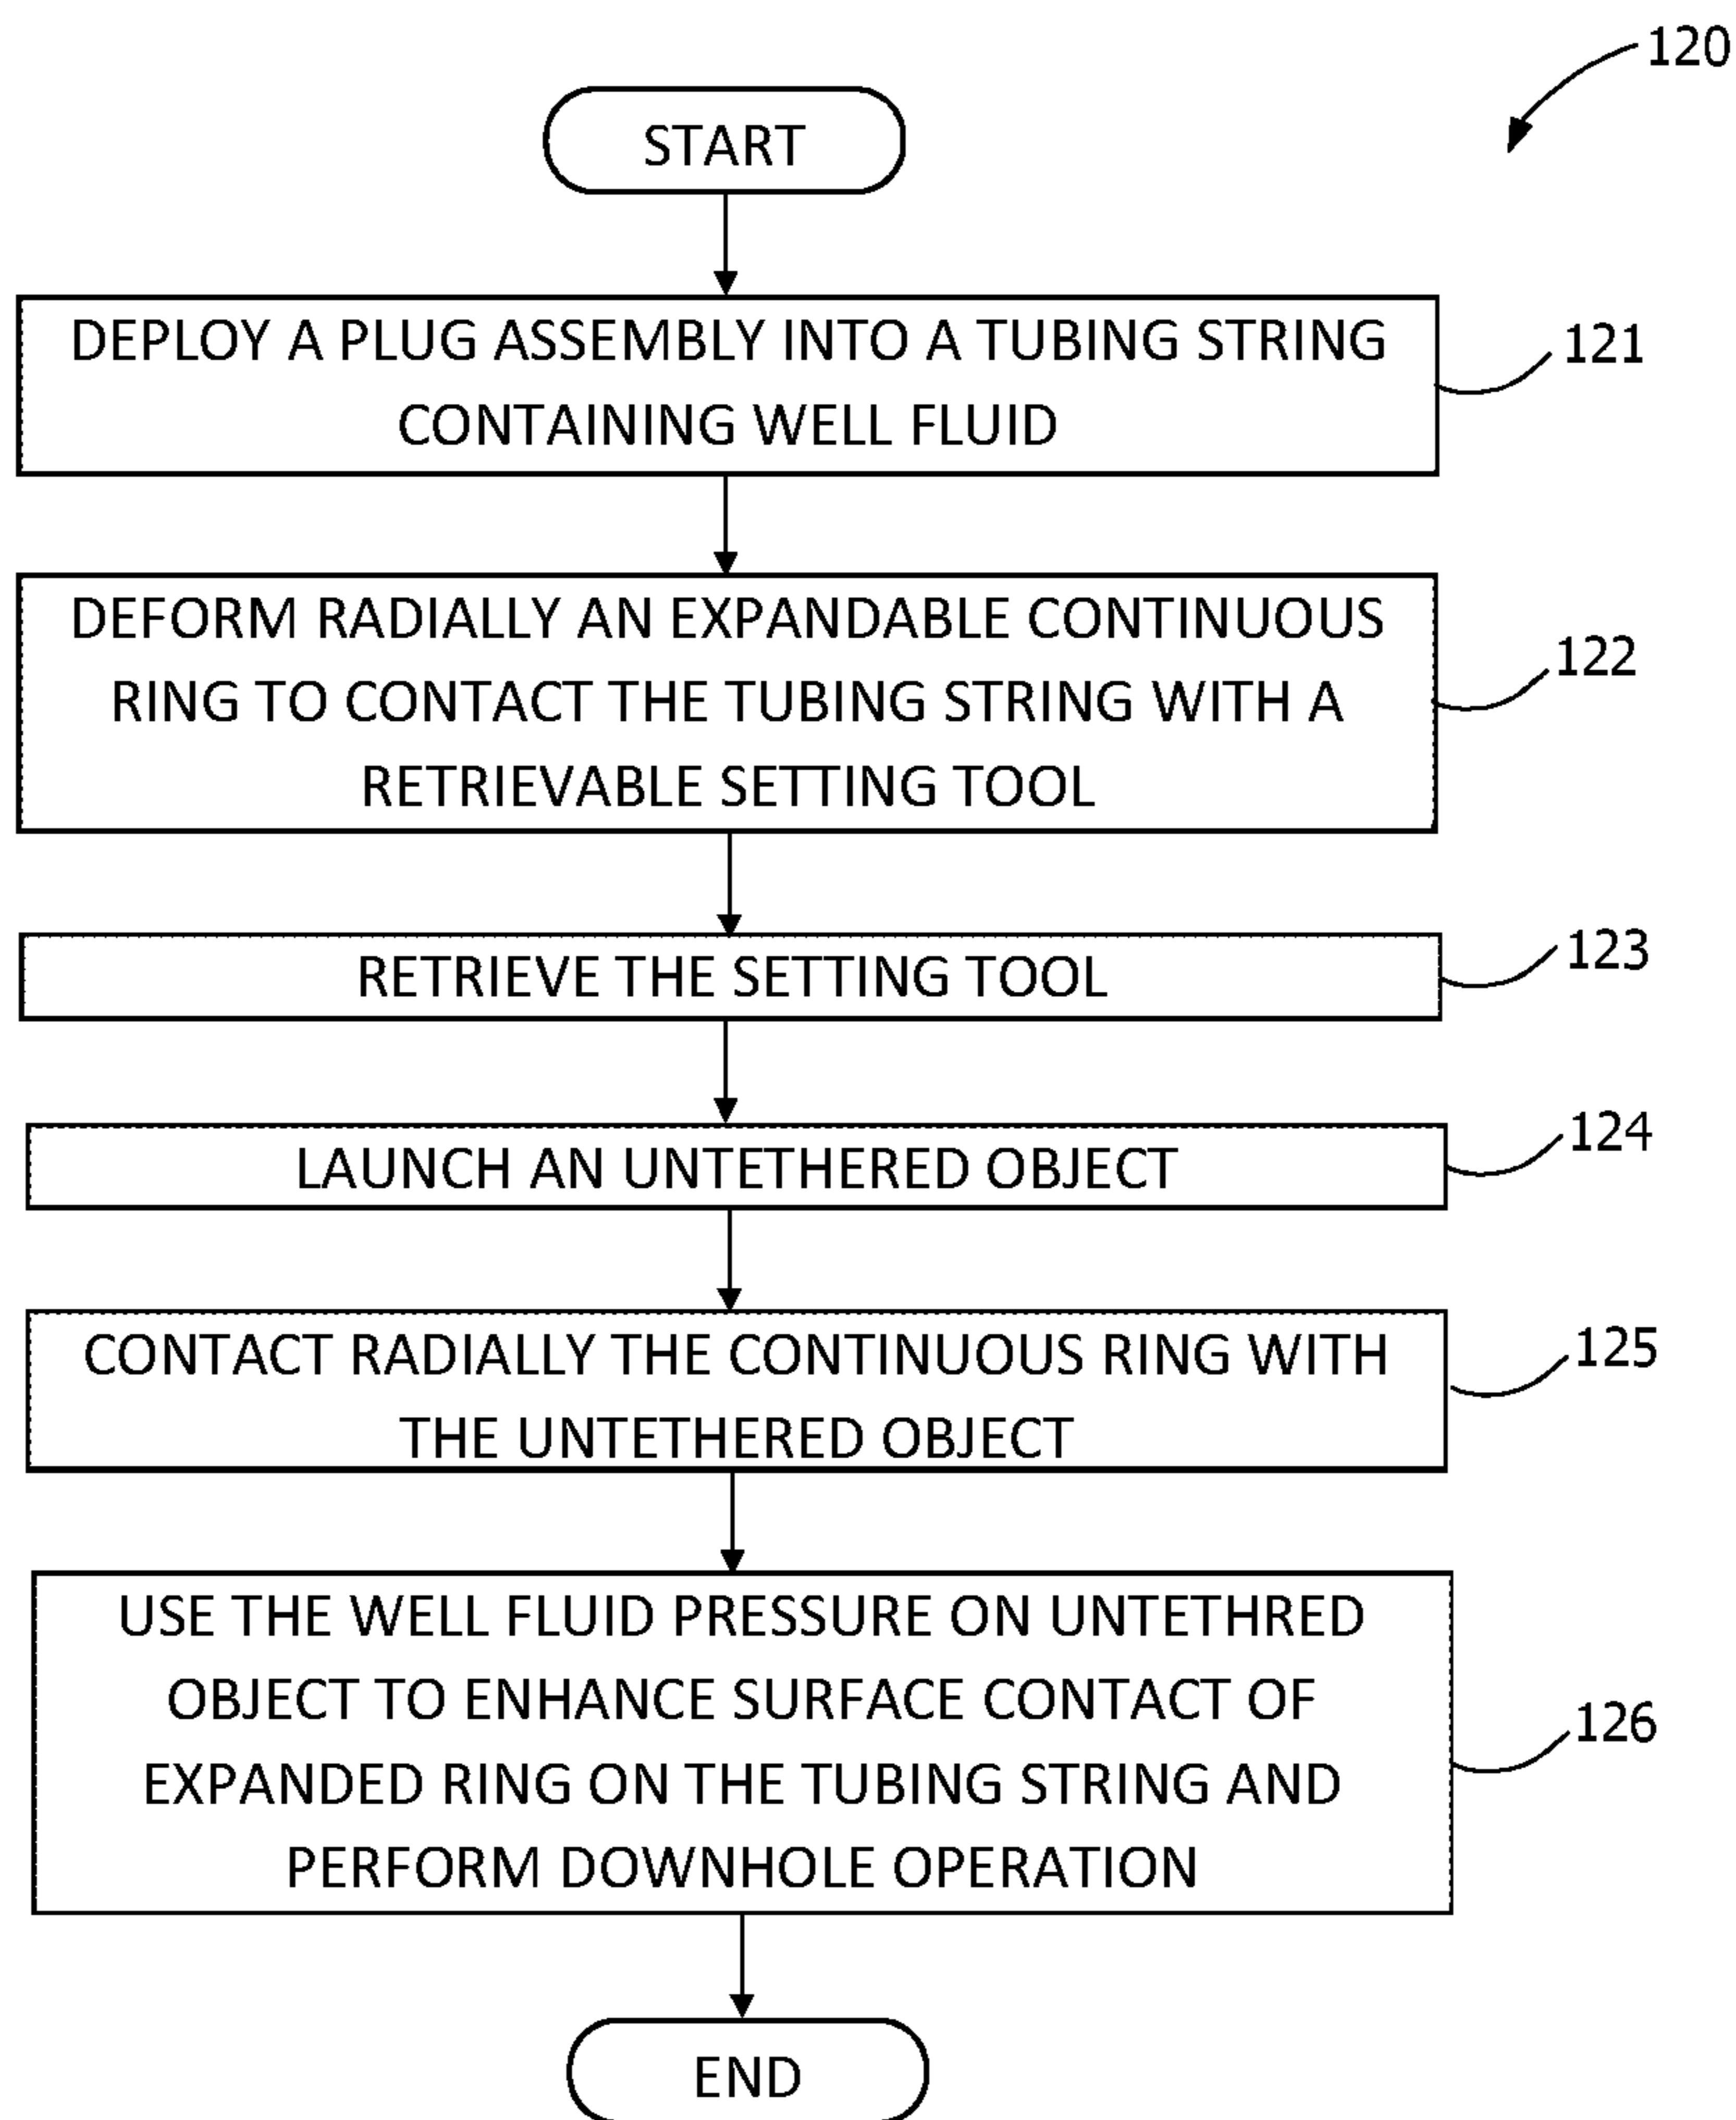 120
START
DEPLOY A PLUG ASSEMBLY INTO A TUBING STRING
CONTAINING WELL FLUID
121
DEFORM RADIALLY AN EXPANDABLE CONTINUOUS
RING TO CONTACT THE TUBING STRING WITH A
RETRIEVABLE SETTING TOOL
122
RETRIEVE THE SETTING TOOL
123
LAUNCH AN UNTETHERED OBJECT
124
CONTACT RADIALLY THE CONTINUOUS RING WITH
THE UNTETHERED OBJECT
125
USE THE WELL FLUID PRESSURE ON UNTETHRED
OBJECT TO ENHANCE SURFACE CONTACT OF
EXPANDED RING ON THE TUBING STRING AND
PERFORM DOWNHOLE OPERATION
126
END